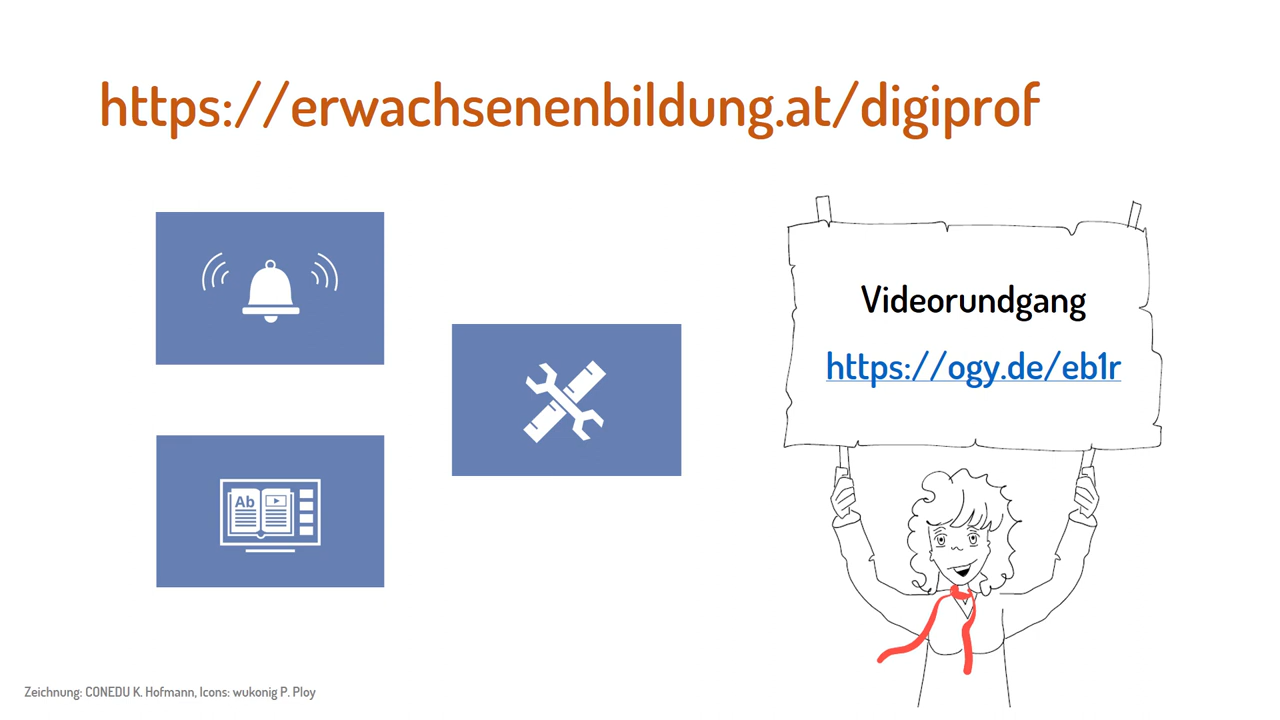 https://erwachsenenbildung.at/digiprof
Videorundgang
https://ogy.de/eb1r
Ab
Zeichnung: CONEDU K. Hofmann, Icons: wukonig P. Ploy